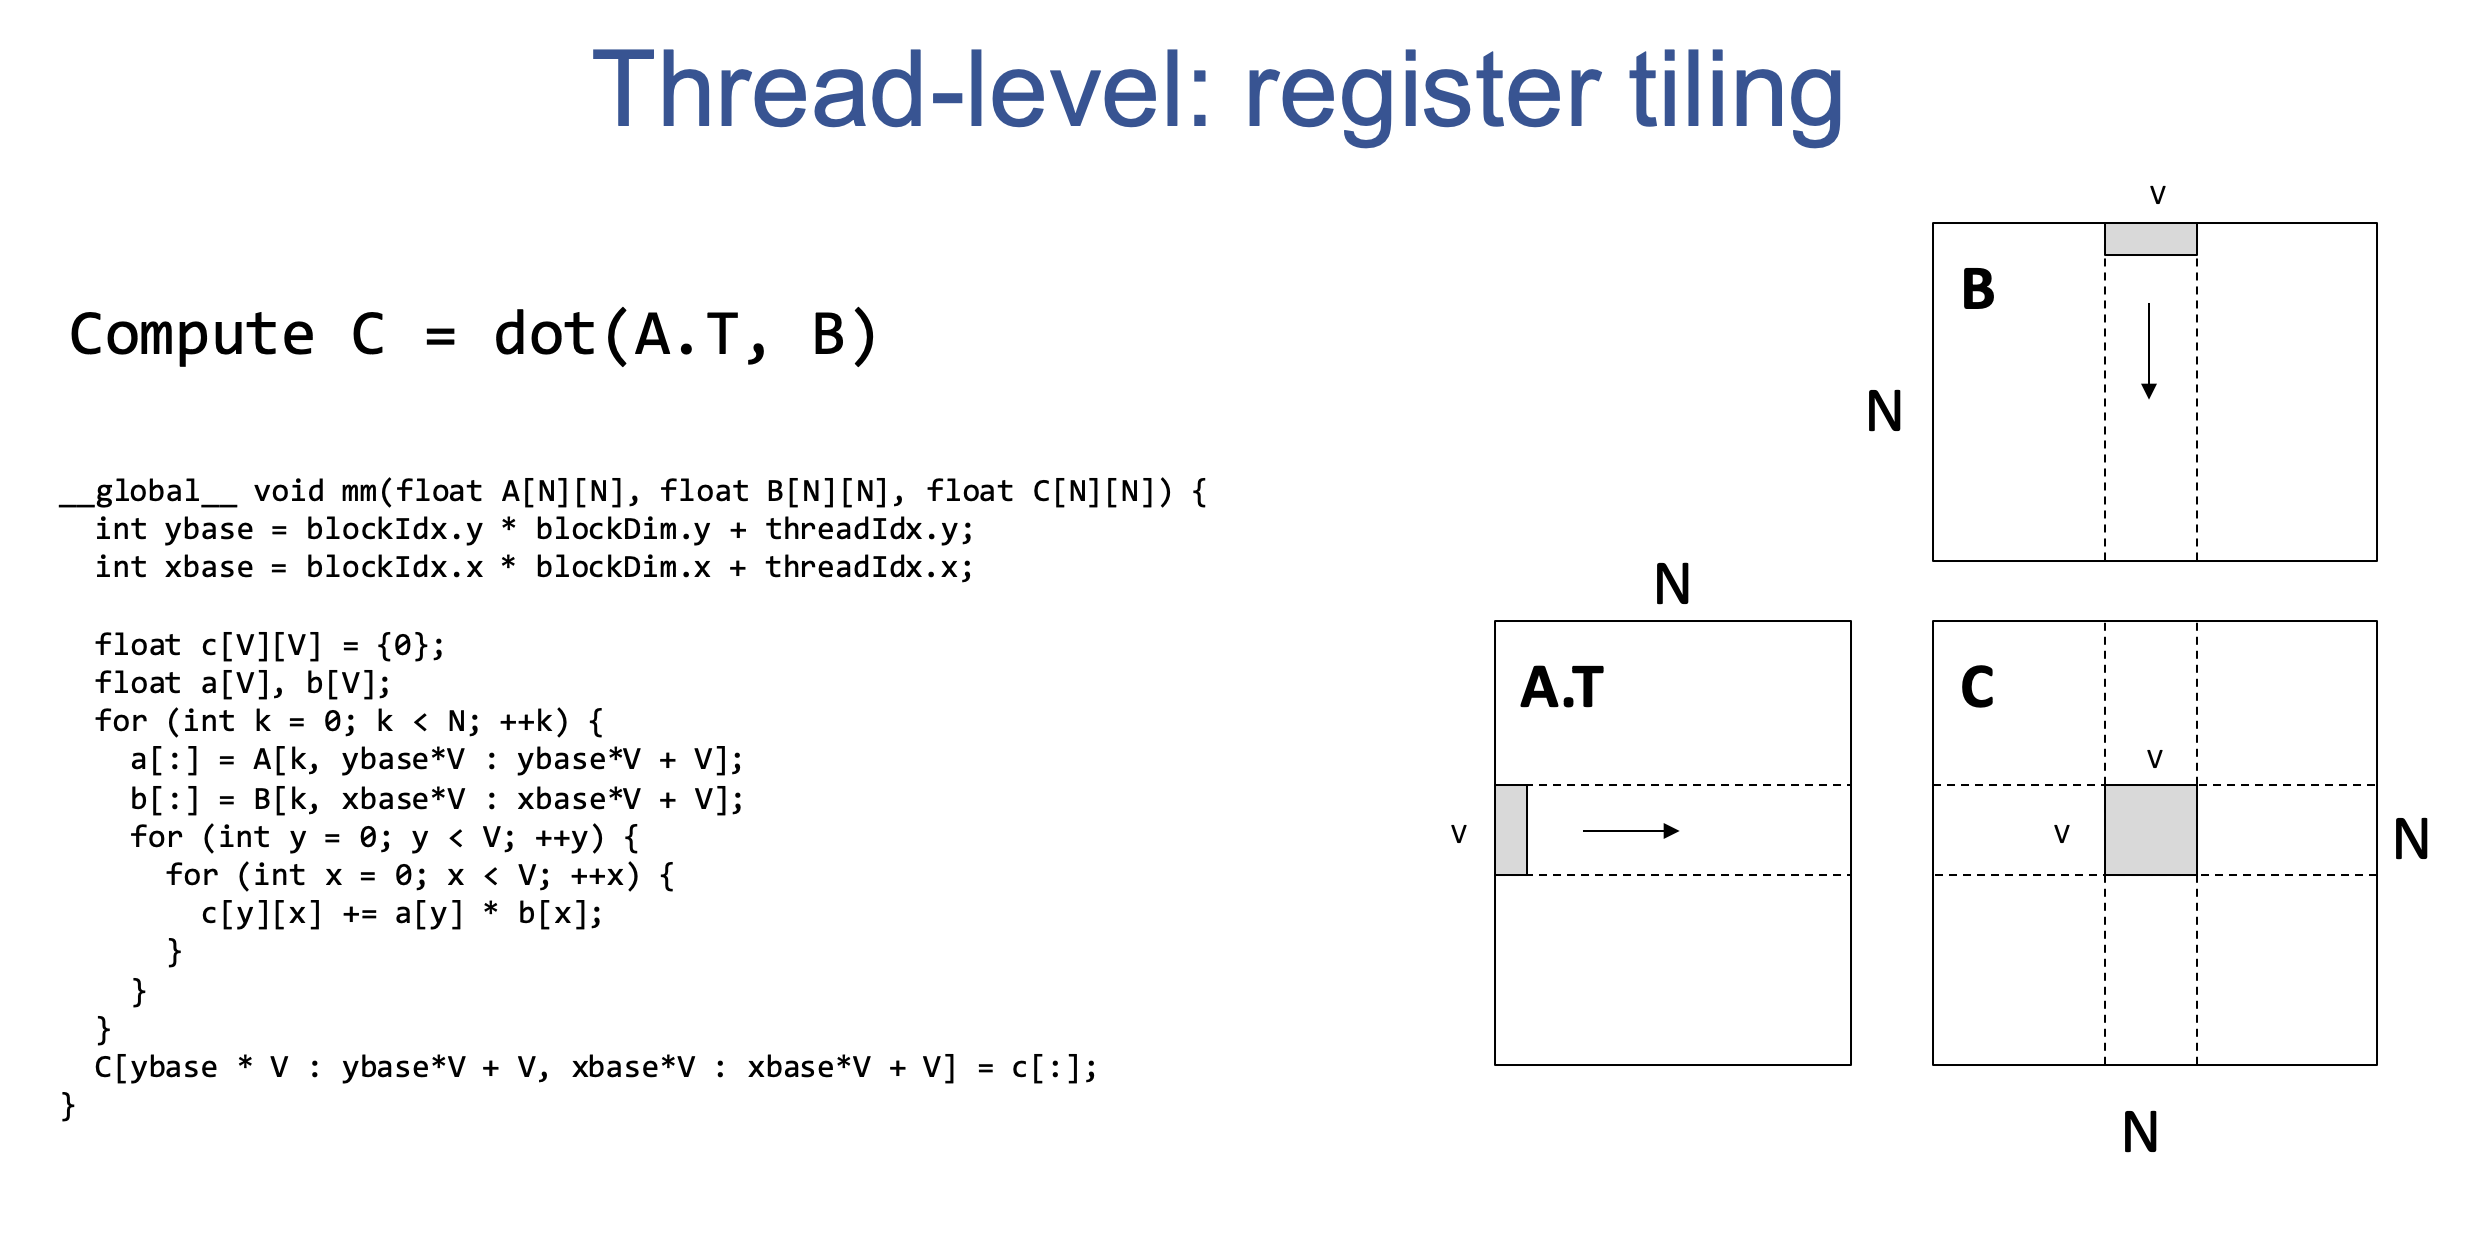 Thread-level: register tiling
Compute C = dot(A.T, B)
__global__ void mm(float A[N][N], float B[N][N], float C[N][N]) {
  int ybase = blockIdx.y * blockDim.y + threadIdx.y;
  int xbase = blockIdx.x * blockDim.x + threadIdx.x;
  float c[V][V] = {0};
  float a[V], b[V];
  for (int k = 0; k < N; ++k) {
    a[:] = A[k, ybase*V : ybase*V + V];
    b[:] = B[k, xbase*V : xbase*V + V];
    for (int y = 0; y < V; ++y) {
      for (int x = 0; x < V; ++x) {
        c[y][x] += a[y] * b[x];
      }
    }
  }
  C[ybase * V : ybase*V + V, xbase*V : xbase*V + V] = c[:];
}
V
B
N
N
A.T
V
C
V
V
N
N